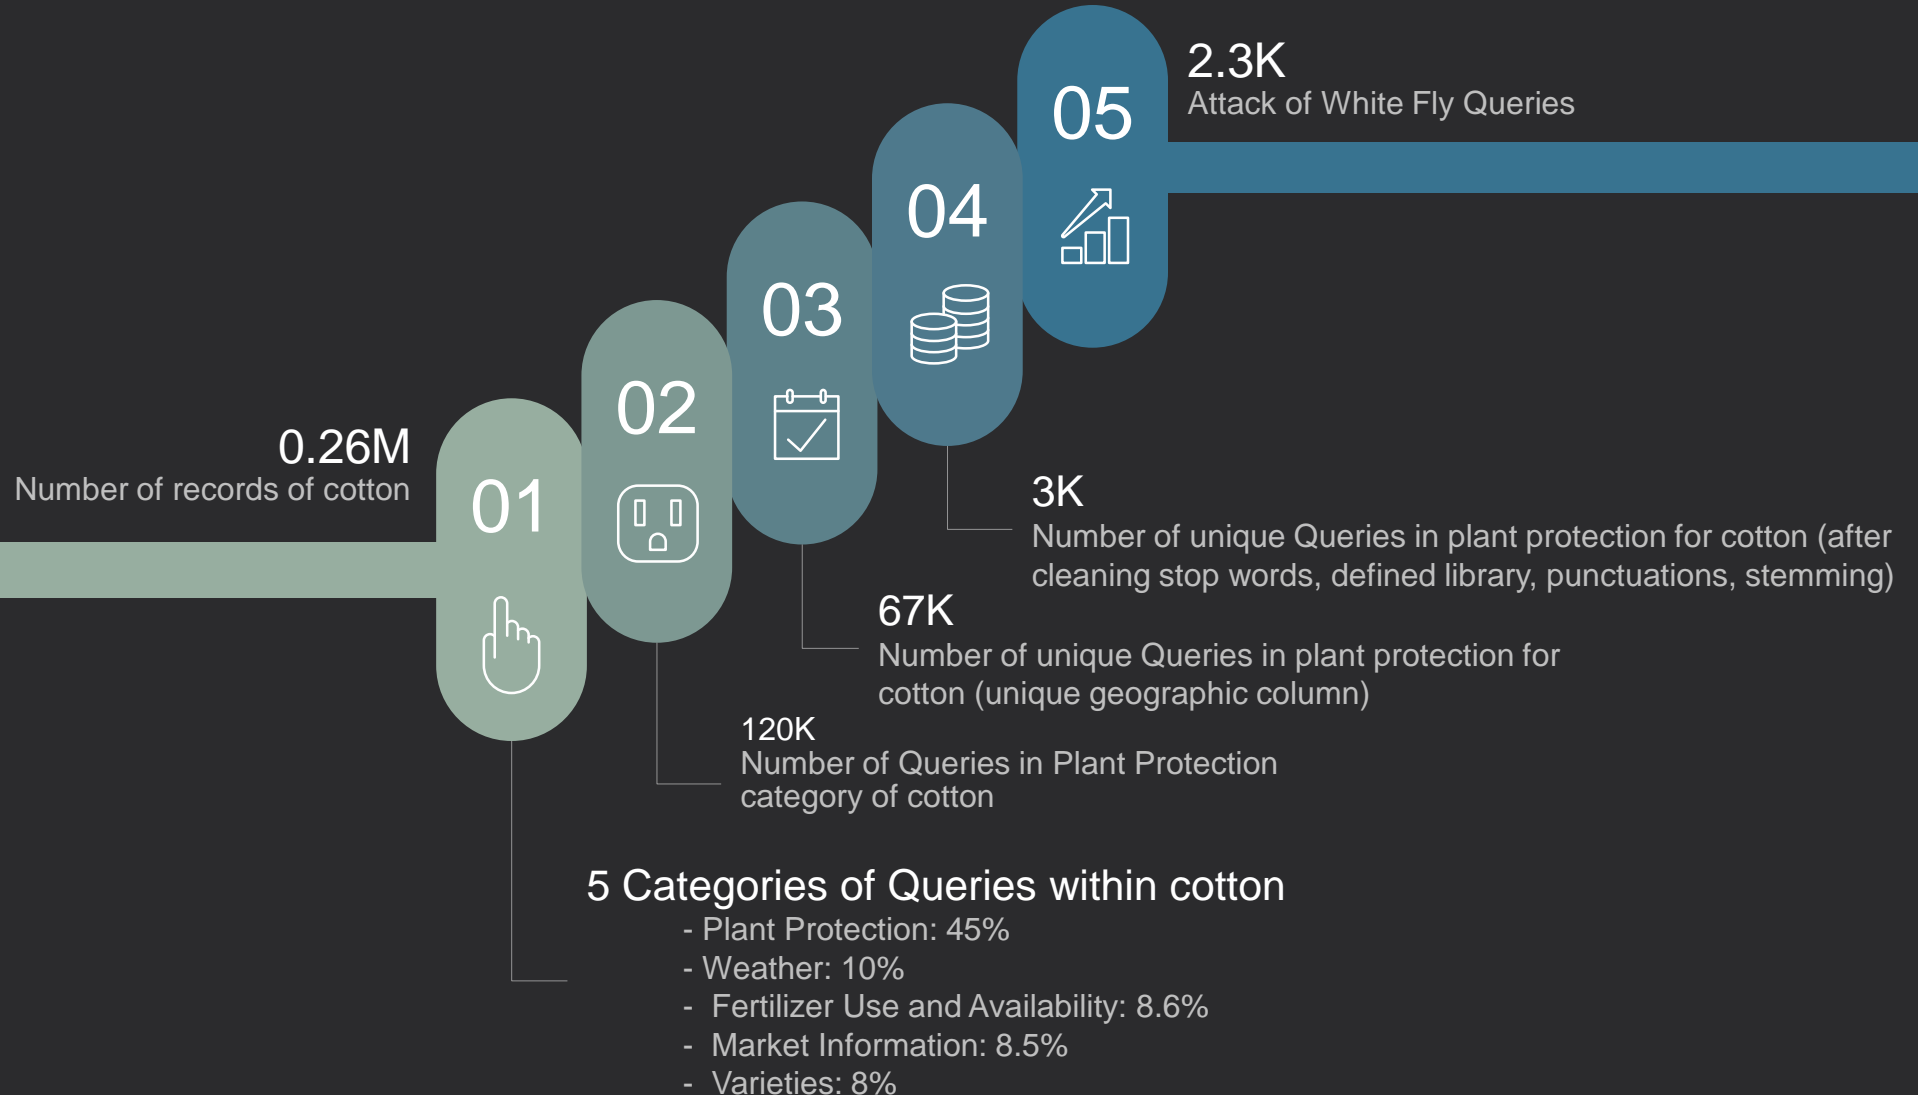 0.26M
Number of records of cotton
01
5 Categories of Queries within cotton
- Plant Protection: 45%
- Weather: 10%
- Fertilizer Use and Availability: 8.6%
- Market Information: 8.5%
- Varieties: 8%
02
120K
Number of Queries in Plant Protection
category of cotton
03
67K
Number of unique Queries in plant protection for
cotton (unique geographic column)
04
3K
Number of unique Queries in plant protection for cotton (after
cleaning stop words, defined library, punctuations, stemming)
05
2.3K
Attack of White Fly Queries